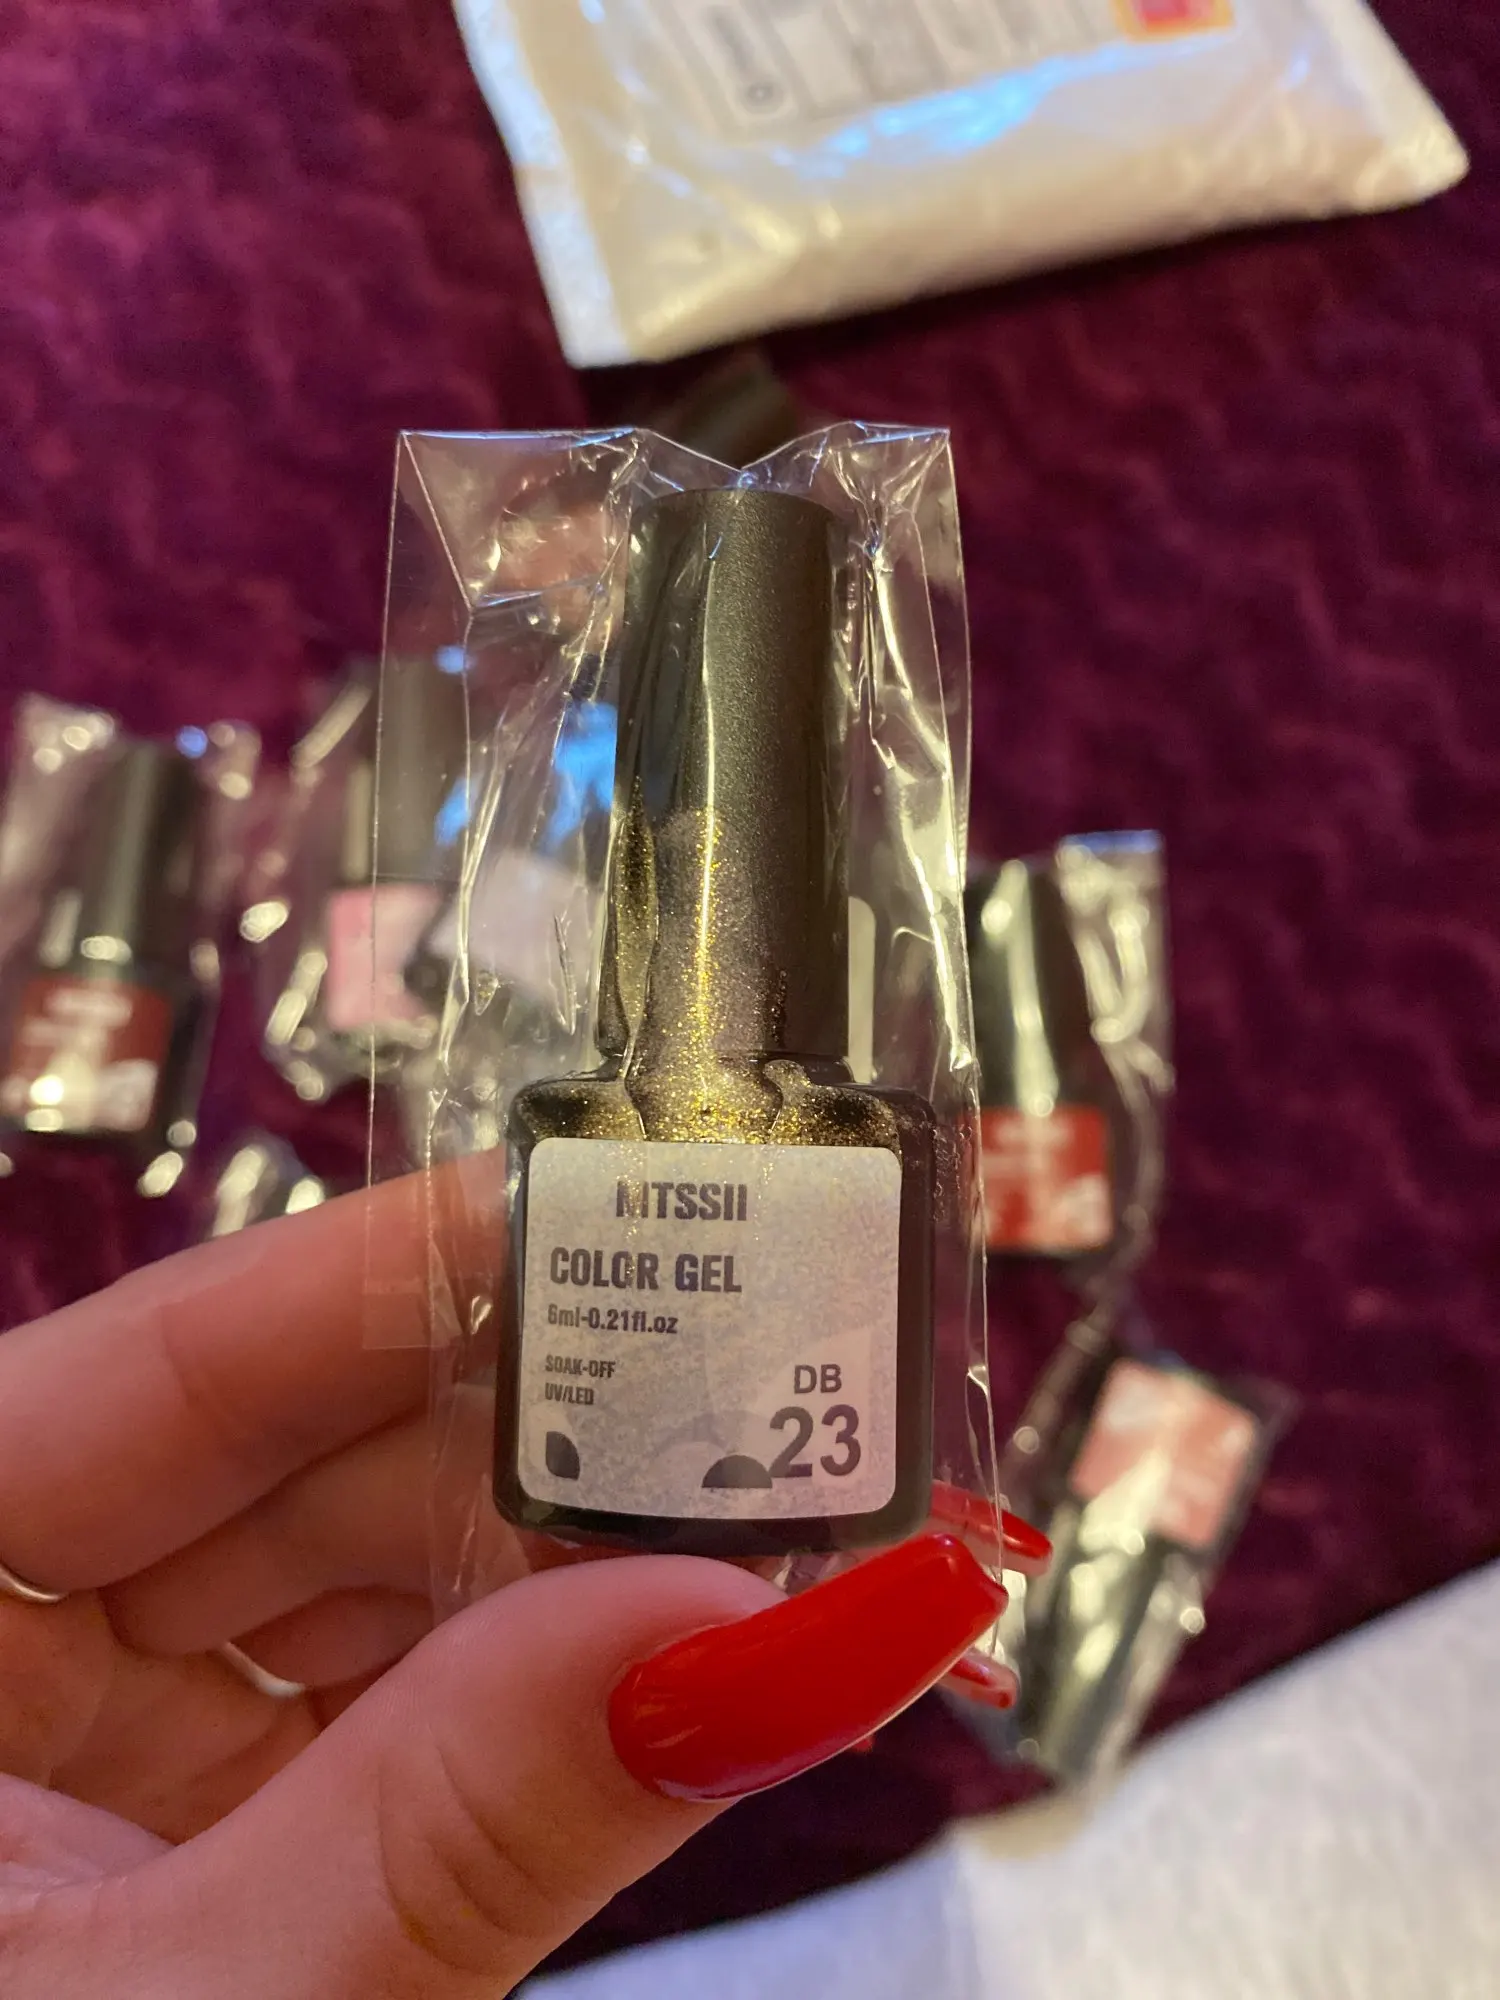 MTSSII
COLOR GEL
6ml-0.21fl.oz
SOAK-OFF
UV/LED
DB
23